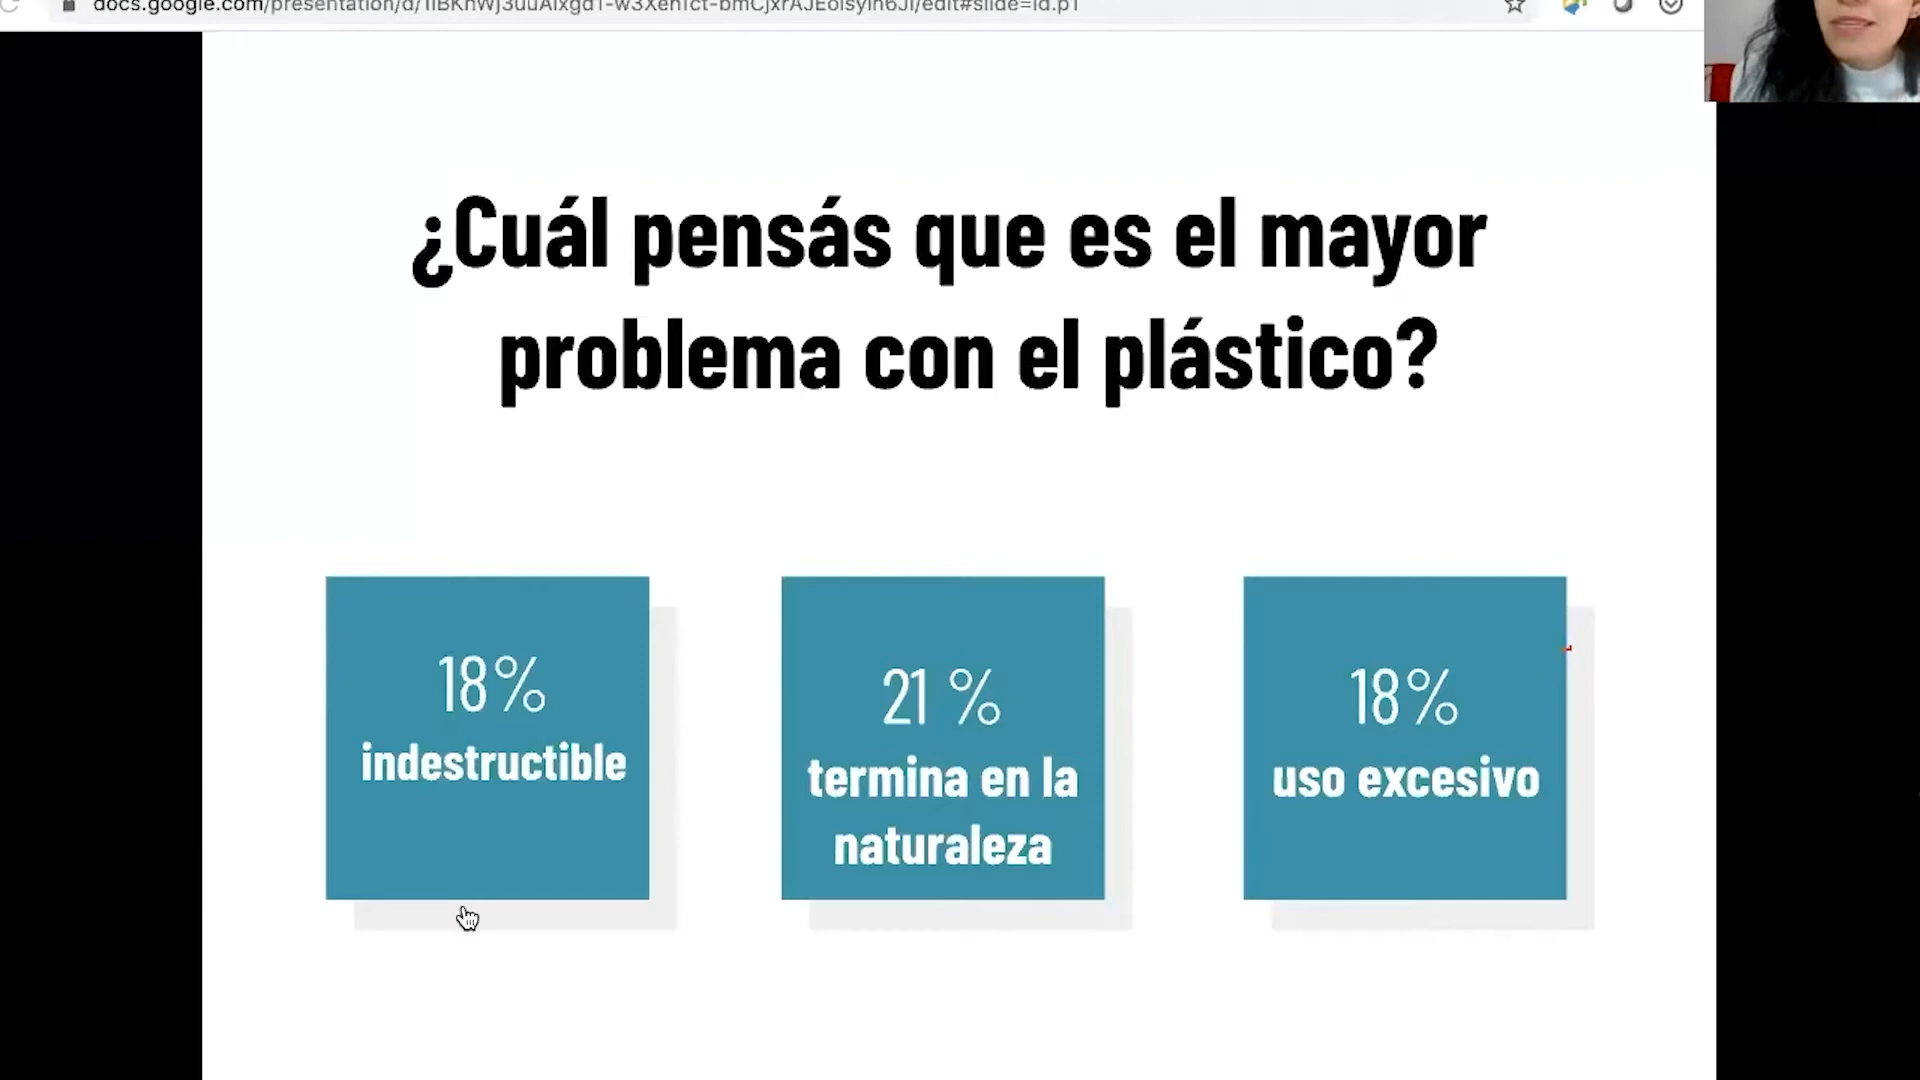 ¿Cuál pensás que es el mayor
problema con el plástico?
18%
indestructible
21 %
termina en la
naturaleza
18%
uso excesivo